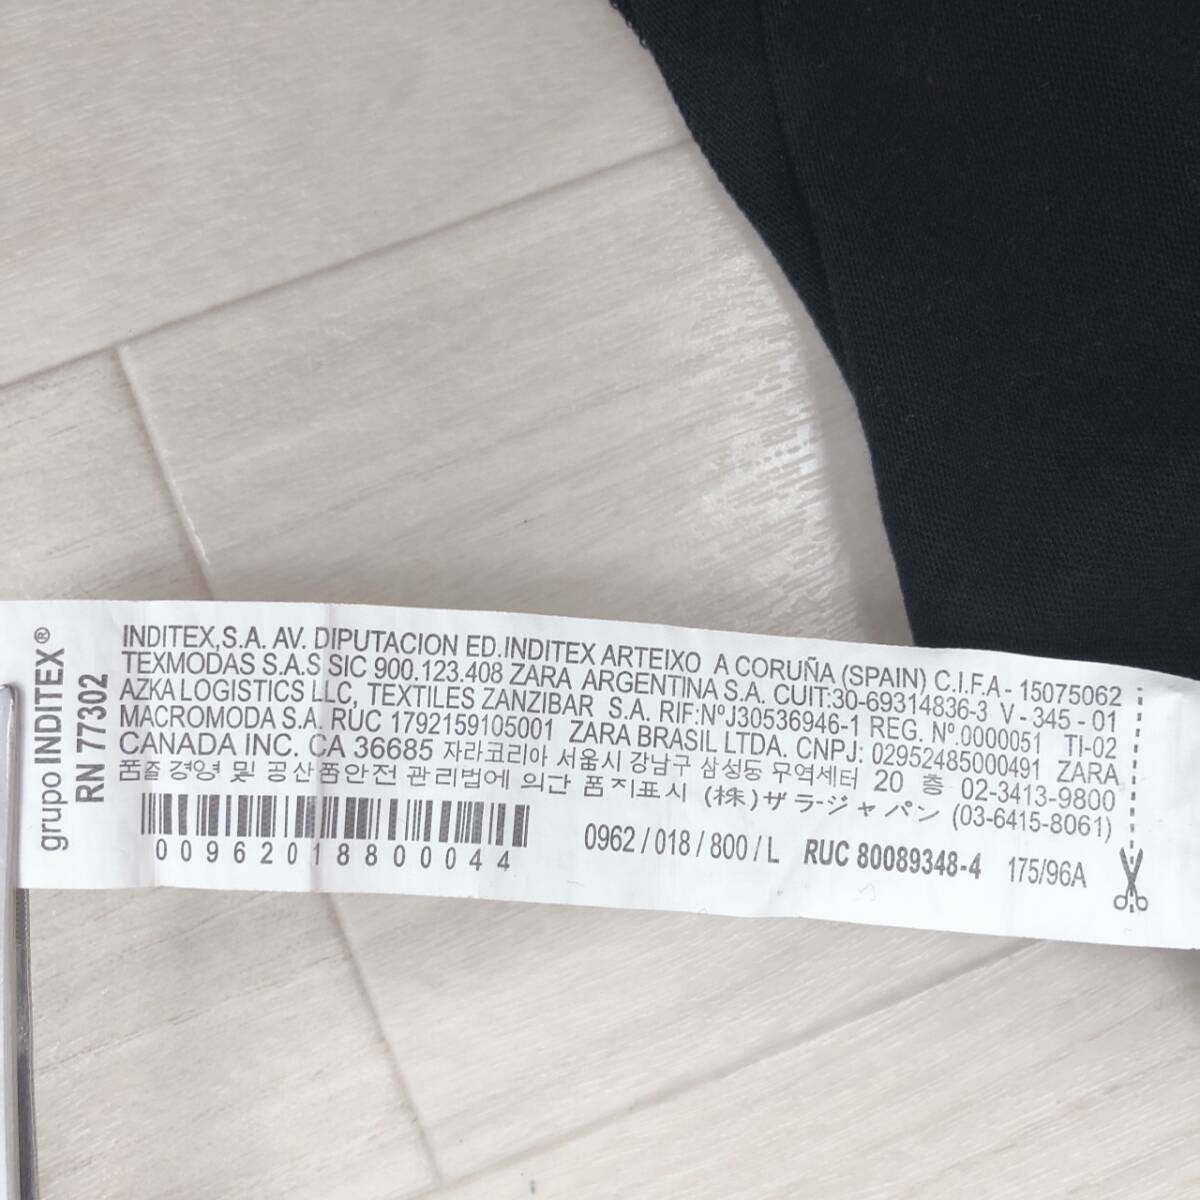 grupo INDITEX®
RN 77302
INDITEX,S.A. AV. DIPUTACION ED.INDITEX ARTEIXO A CORUÑA (SPAIN) C.I.F.A - 15075062
TEXMODAS S.A.S SIC 900.123.408 ZARA ARGENTINA S.A. CUIT:30-69314836-3 V - 345 - 01
AZKA LOGISTICS LLC, TEXTILES ZANZIBAR S.A. RIF:NºJ30536946-1 REG. Nº.0000051 TI-02
MACROMODA S.A. RUC 1792159105001 ZARA BRASIL LTDA. CNPJ: 02952485000491 ZARA
CANADA INC. CA 36685 자라코리아 서울시 강남구 삼성동 무역센터 20 층 02-3413-9800
품질 경영 및 공산품안전 관리법에 의한 품질표시 (株)ザラ-ジャパン (03-6415-8061)
00962018800044
0962 / 018 / 800 / L RUC 80089348-4 175/96A